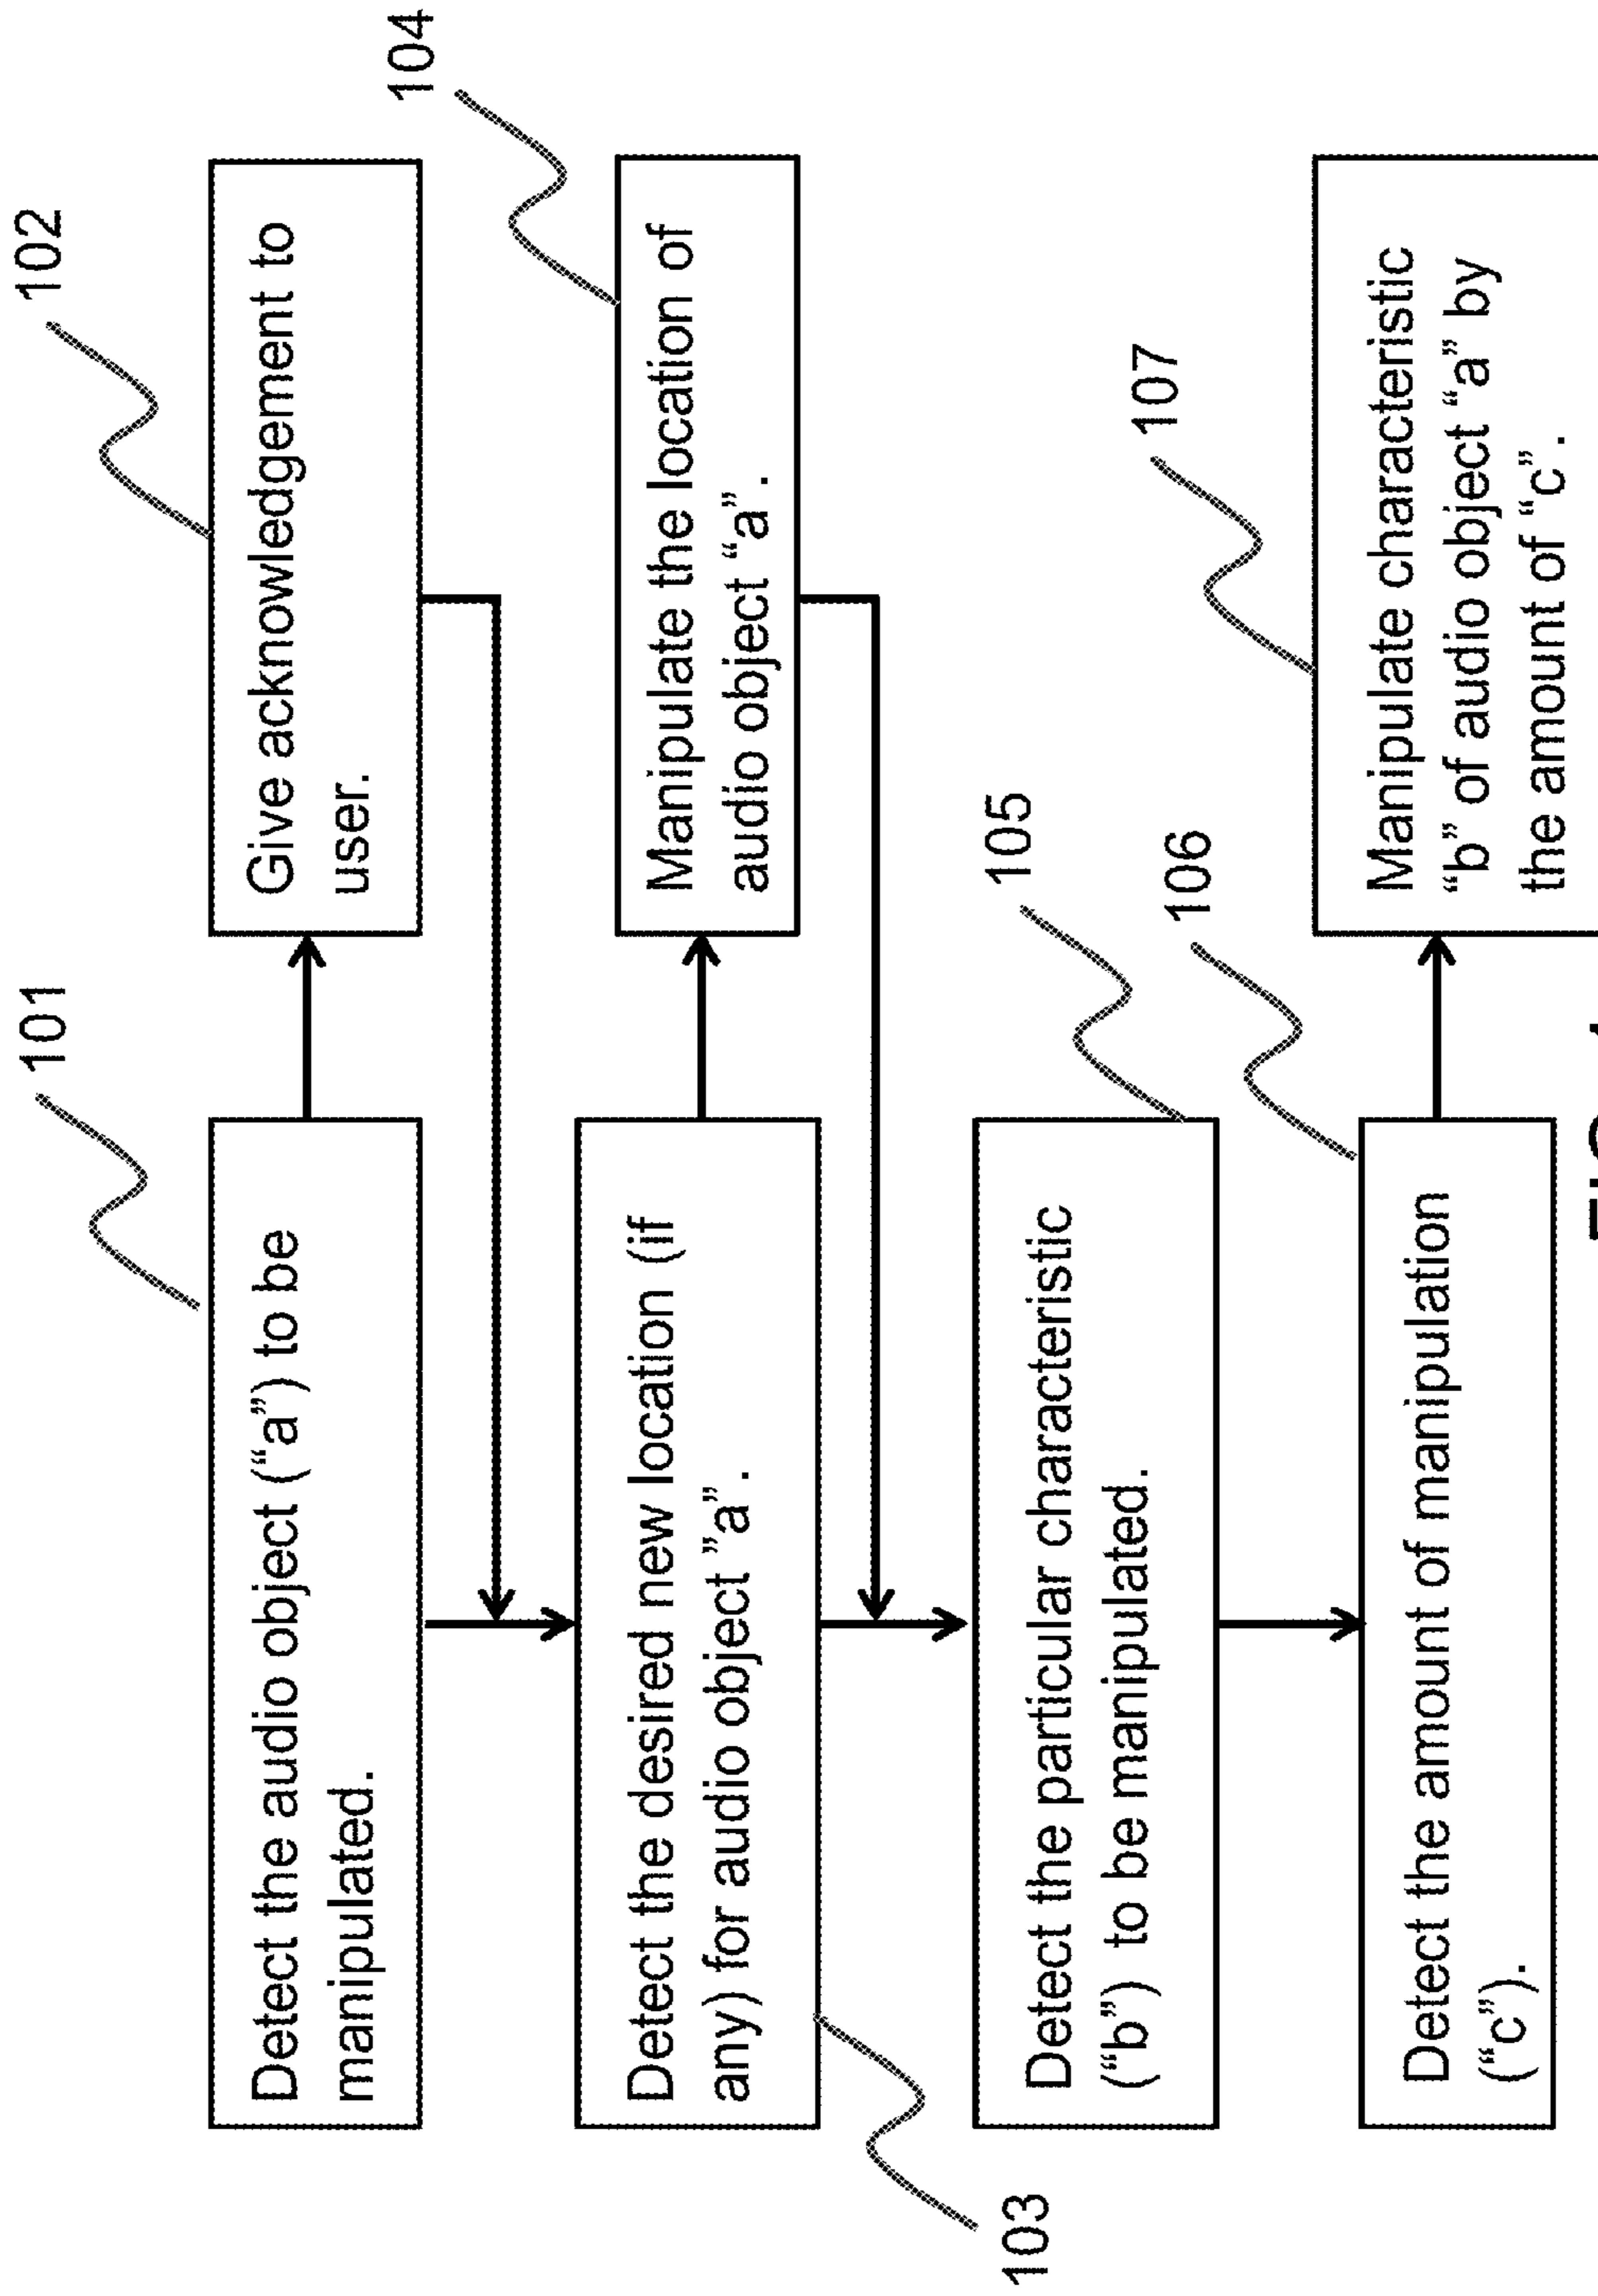 101
102
Detect the audio object (“a”) to be
manipulated.
Give acknowledgement to
user.
104
Detect the desired new location (if
any) for audio object ”a”.
Manipulate the location of
audio object “a”.
103
105
Detect the particular characteristic
(“b”) to be manipulated.
106
107
Detect the amount of manipulation
(“c”).
Manipulate characteristic
“b” of audio object “a” by
the amount of “c”.